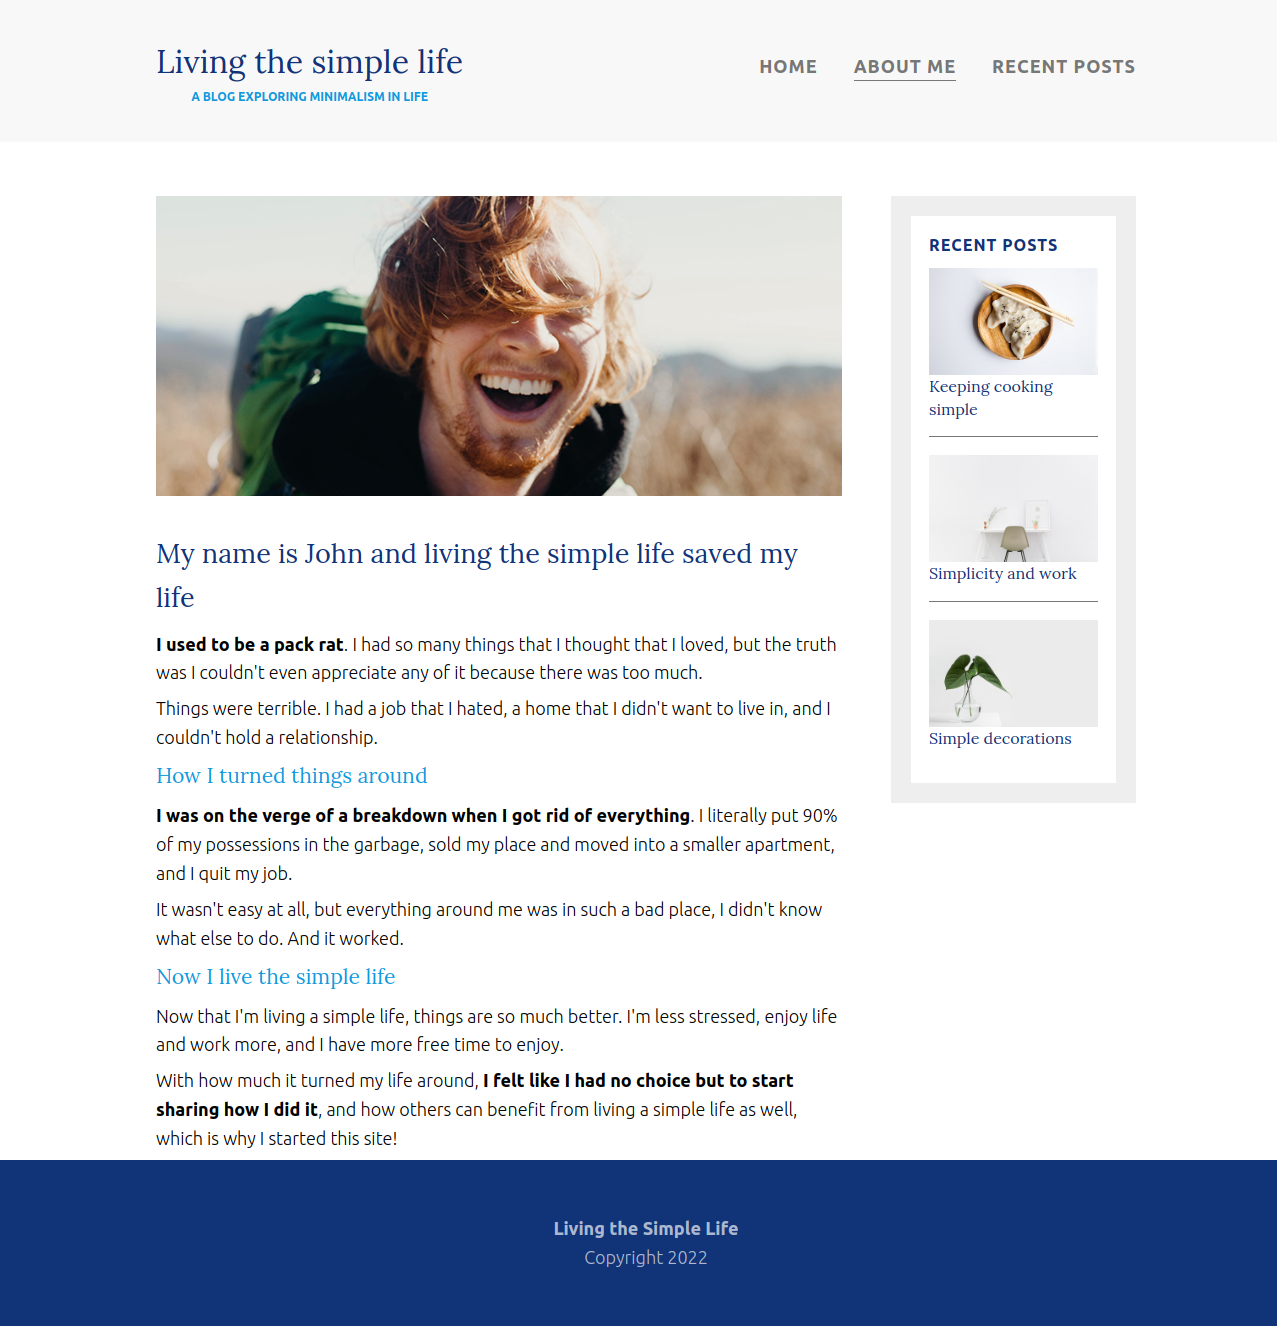 Living the simple life
A BLOG EXPLORING MINIMALISM IN LIFE
HOME ABOUT ME RECENT POSTS
My name is John and living the simple life saved my
life
I used to be a pack rat. I had so many things that I thought that I loved, but the truth
was I couldn't even appreciate any of it because there was too much.
Things were terrible. I had a job that I hated, a home that I didn't want to live in, and I
couldn't hold a relationship.
How I turned things around
I was on the verge of a breakdown when I got rid of everything. I literally put 90%
of my possessions in the garbage, sold my place and moved into a smaller apartment,
and I quit my job.
It wasn't easy at all, but everything around me was in such a bad place, I didn't know
what else to do. And it worked.
Now I live the simple life
Now that I'm living a simple life, things are so much better. I'm less stressed, enjoy life
and work more, and I have more free time to enjoy.
With how much it turned my life around, I felt like I had no choice but to start
sharing how I did it, and how others can benefit from living a simple life as well,
which is why I started this site!
RECENT POSTS
Keeping cooking
simple
Simplicity and work
Simple decorations
Living the Simple Life
Copyright 2022